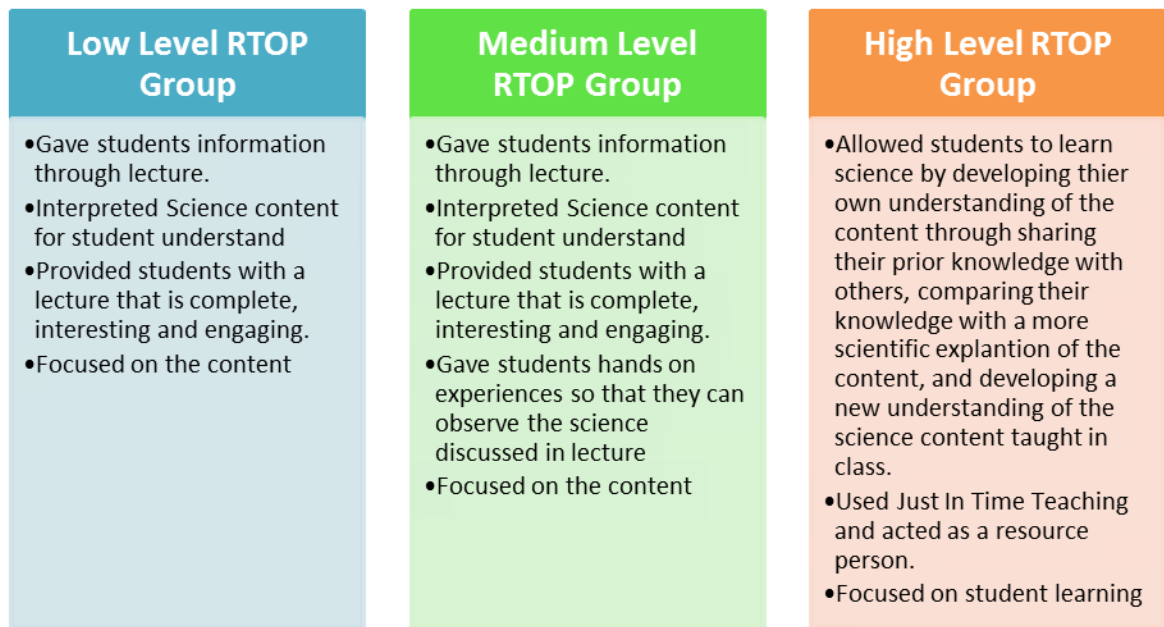 Low Level RTOP
Group
•Gave students information
through lecture.
•Interpreted Science content
for student understand
•Provided students with a
lecture that is complete,
interesting and engaging.
•Focused on the content
Medium Level
RTOP Group
•Gave students information
through lecture.
•Interpreted Science content
for student understand
•Provided students with a
lecture that is complete,
interesting and engaging.
•Gave students hands on
experiences so that they can
observe the science
discussed in lecture
•Focused on the content
High Level RTOP
Group
•Allowed students to learn
science by developing thier
own understanding of the
content through sharing
their prior knowledge with
others, comparing their
knowledge with a more
scientific explantion of the
content, and developing a
new understanding of the
science content taught in
class.
•Used Just In Time Teaching
and acted as a resource
person.
•Focused on student learning